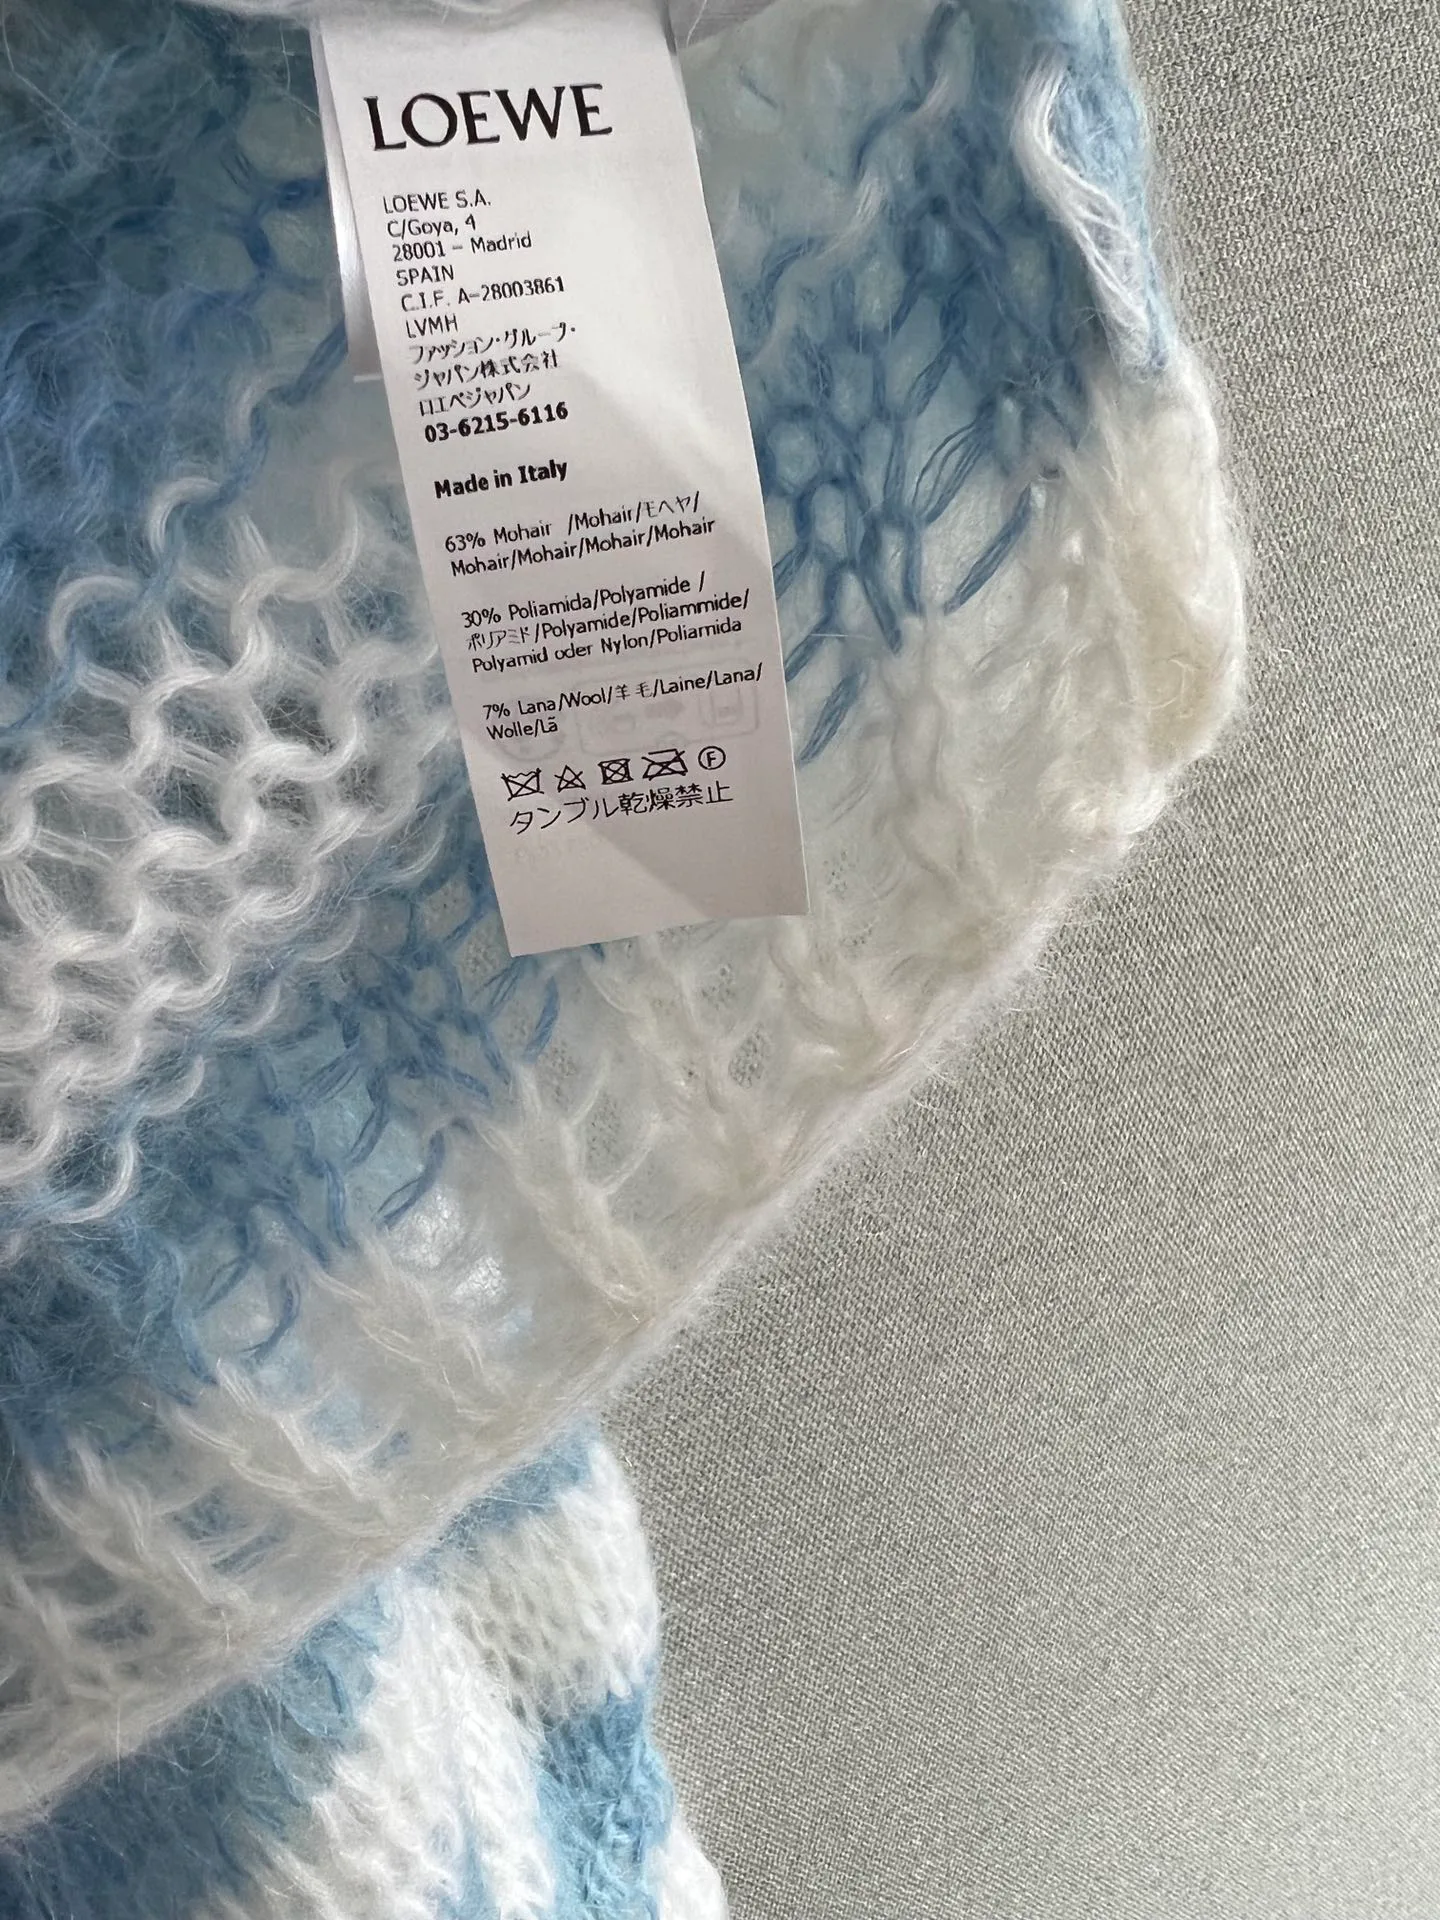 LOEWE
LOEWE S.A.
C/Goya, 4
28001 - Madrid
SPAIN
C.I.F. A-28003861
LVMH
ファッション・グループ・
ジャパン株式会社
ロエベジャパン
03-6215-6116
Made in Italy
63% Mohair /Mohair/モヘヤ/
Mohair/Mohair/Mohair/Mohair
30% Poliamida/Polyamide /
ポリアミド/Polyamide/Poliammide/
Polyamid oder Nylon/Poliamida
7% Lana/Wool/羊毛/Laine/Lana/
Wolle/Lã
F
タンブル乾燥禁止